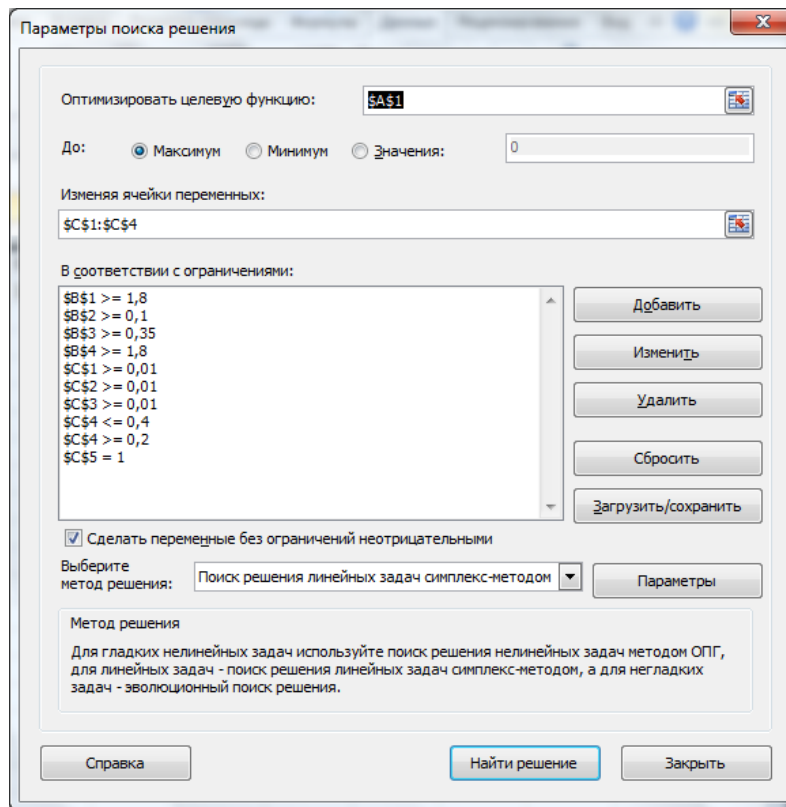 Параметры поиска решения
Оптимизировать целевую функцию: $A$1
До: Максимум Минимум Значения: 0
Изменяя ячейки переменных:
$C$1:$C$4
В соответствии с ограничениями:
$B$1 >= 1,8
$B$2 >= 0,1
$B$3 >= 0,35
$B$4 >= 1,8
$C$1 >= 0,01
$C$2 >= 0,01
$C$3 >= 0,01
$C$4 <= 0,4
$C$4 >= 0,2
$C$5 = 1
Добавить
Изменить
Удалить
Сбросить
Загрузить/сохранить
Сделать переменные без ограничений неотрицательными
Выберите
метод решения: Поиск решения линейных задач симплекс-методом Параметры
Метод решения
Для гладких нелинейных задач используйте поиск решения нелинейных задач методом ОПГ,
для линейных задач - поиск решения линейных задач симплекс-методом, а для негладких
задач - эволюционный поиск решения.
Справка Найти решение Закрыть